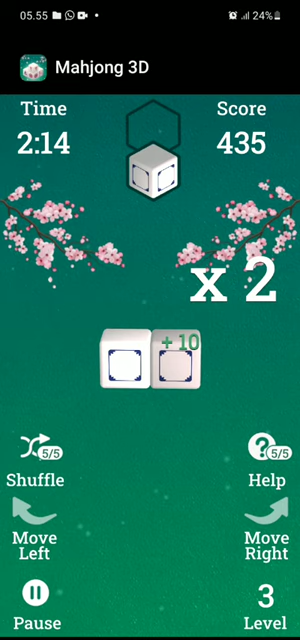 05.55 24%
Mahjong 3D
Time Score
2:14 435
x 2
+ 10
5/5 5/5
Shuffle Help
Move Left Move Right
Pause 3
Level